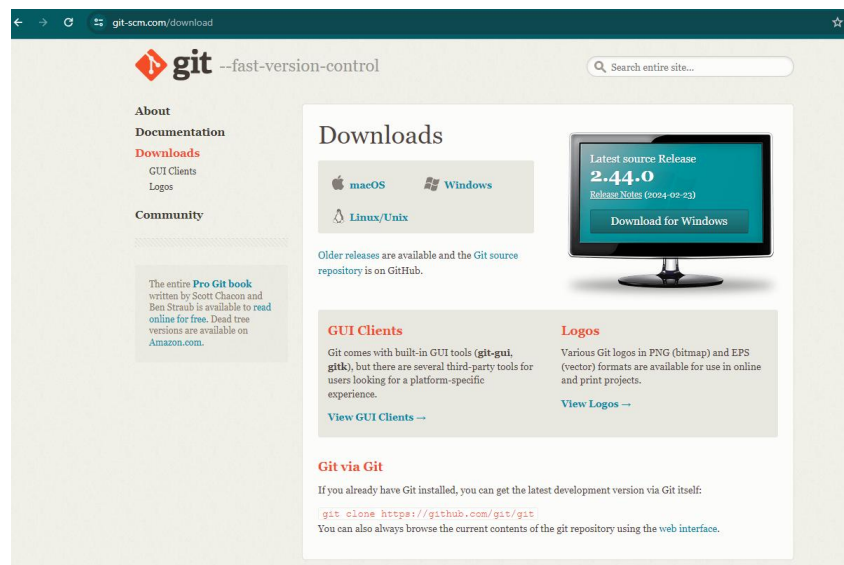 git-scm.com/download
git --fast-version-control
Search entire site...
About
Documentation
Downloads
GUI Clients
Logos
Community
The entire Pro Git book
written by Scott Chacon and
Ben Straub is available to read
online for free. Dead tree
versions are available on
Amazon.com.
Downloads
macOS
Windows
Linux/Unix
Older releases are available and the Git source
repository is on GitHub.
Latest source Release
2.44.0
Release Notes (2024-02-23)
Download for Windows
GUI Clients
Git comes with built-in GUI tools (git-gui,
gitk), but there are several third-party tools for
users looking for a platform-specific
experience.
View GUI Clients →
Logos
Various Git logos in PNG (bitmap) and EPS
(vector) formats are available for use in online
and print projects.
View Logos →
Git via Git
If you already have Git installed, you can get the latest development version via Git itself:
git clone https://github.com/git/git
You can also always browse the current contents of the git repository using the web interface.